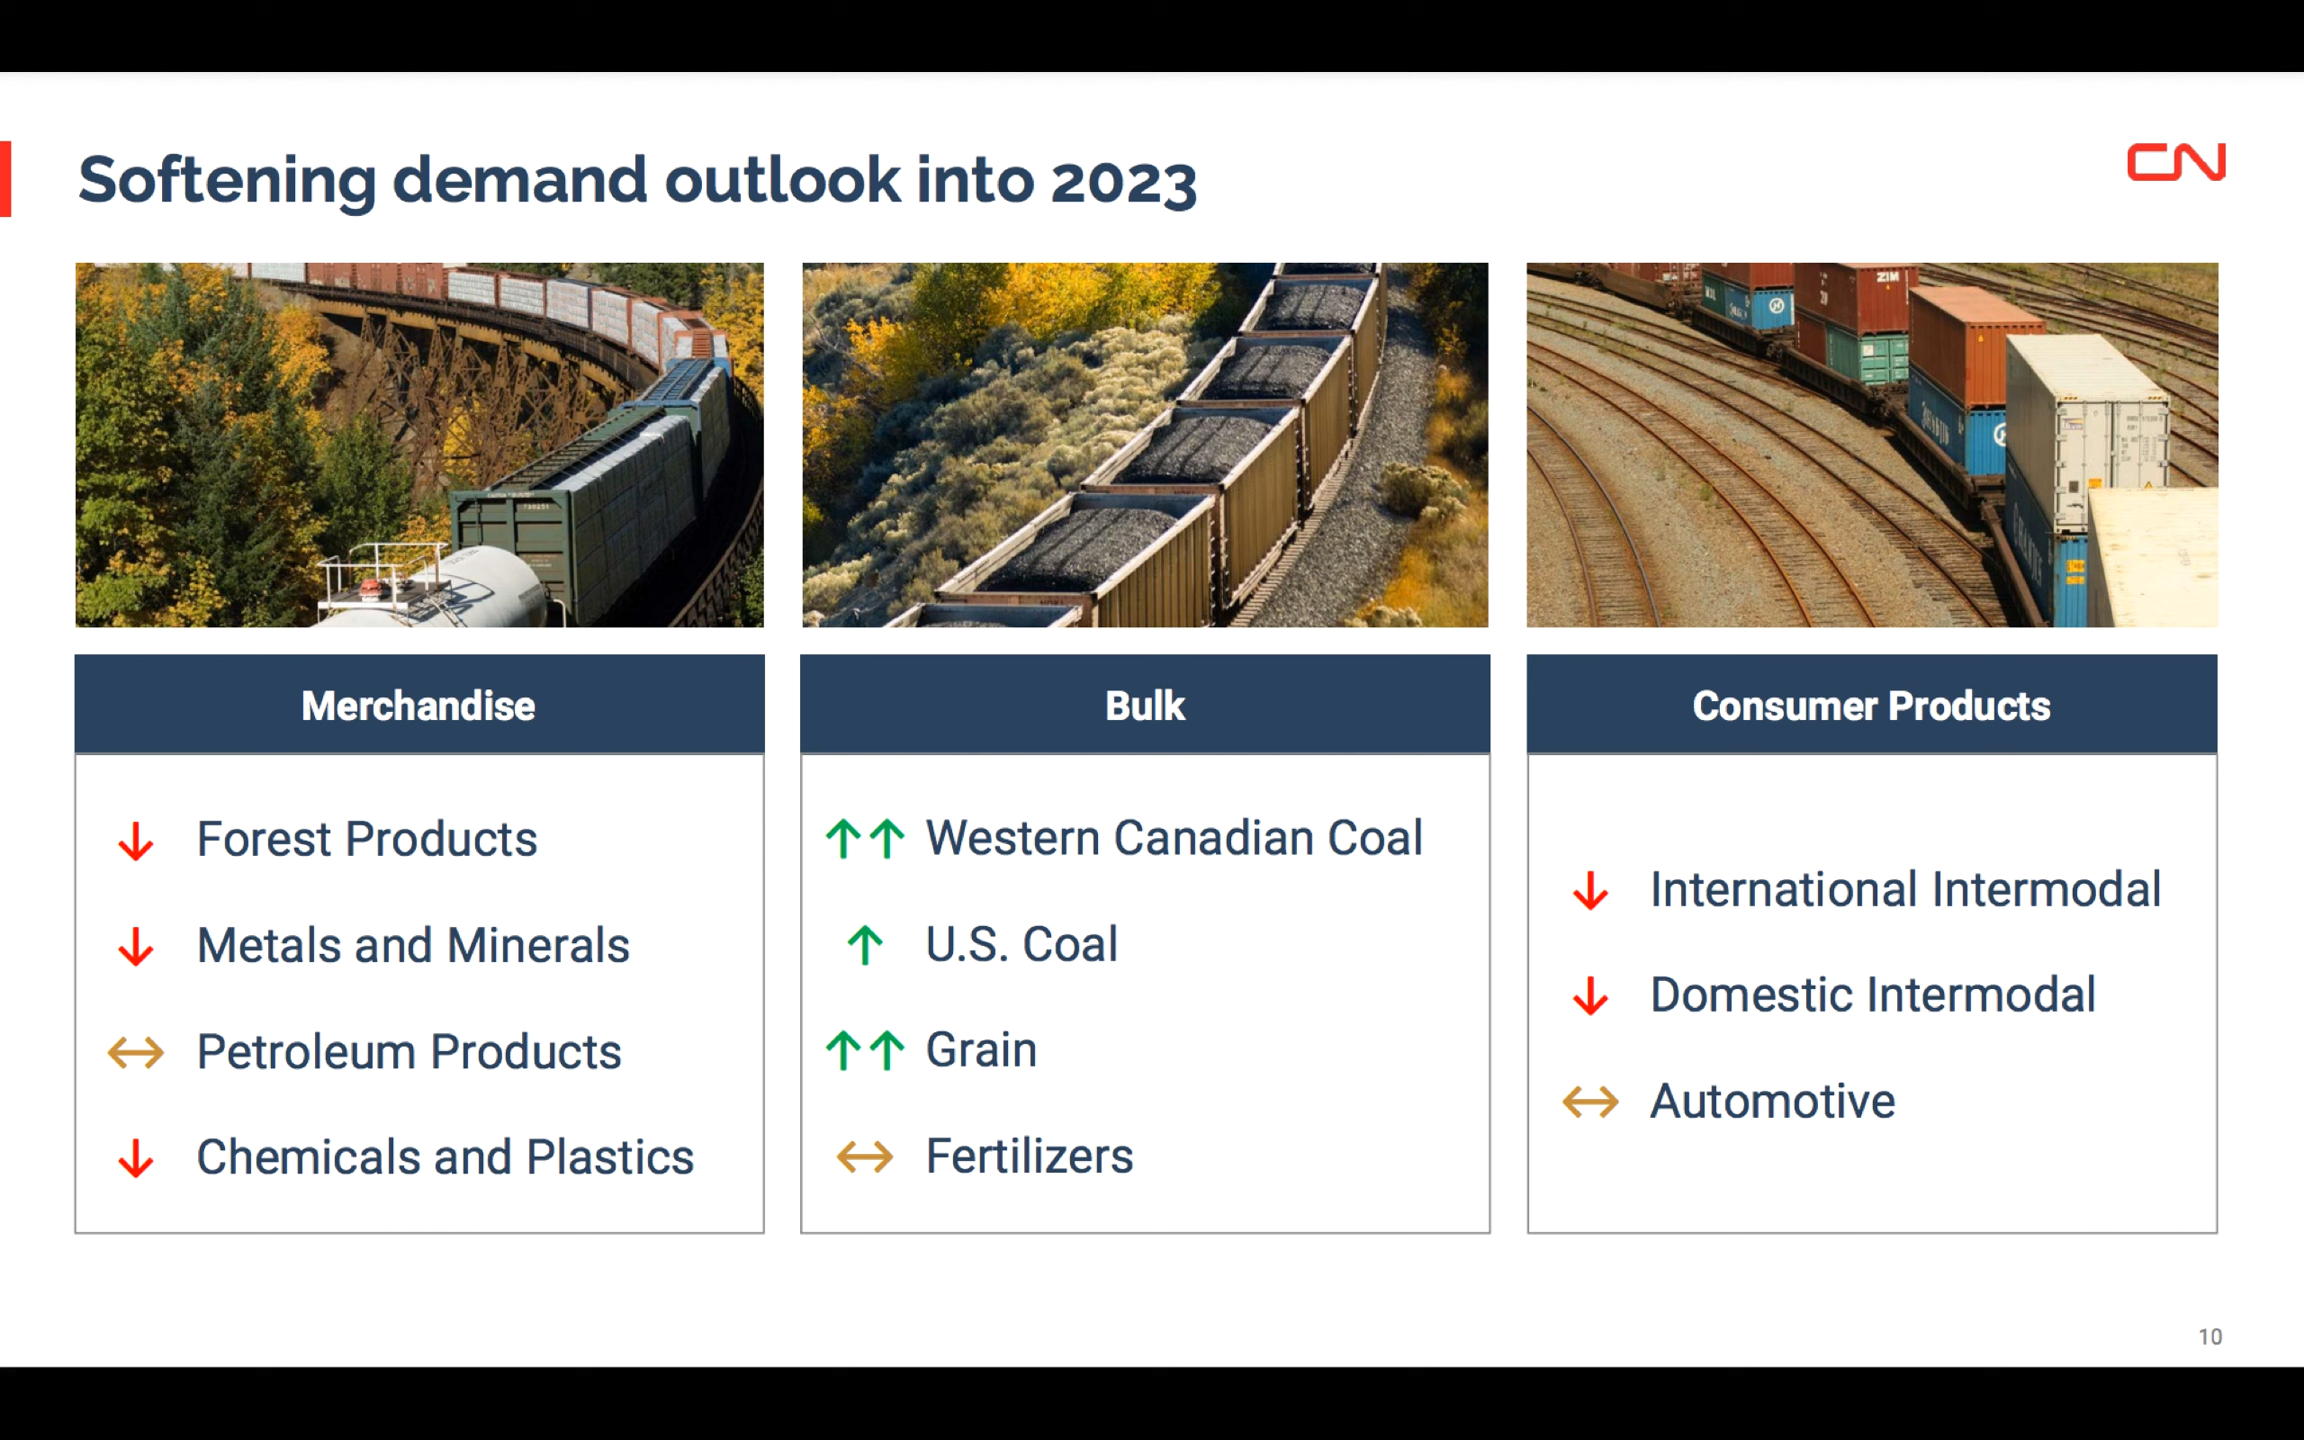 Softening demand outlook into 2023
CN
ZIM
Merchandise
↓ Forest Products
↓ Metals and Minerals
↔ Petroleum Products
↓ Chemicals and Plastics
Bulk
↑↑ Western Canadian Coal
↑ U.S. Coal
↑↑ Grain
↔ Fertilizers
Consumer Products
↓ International Intermodal
↓ Domestic Intermodal
↔ Automotive
10